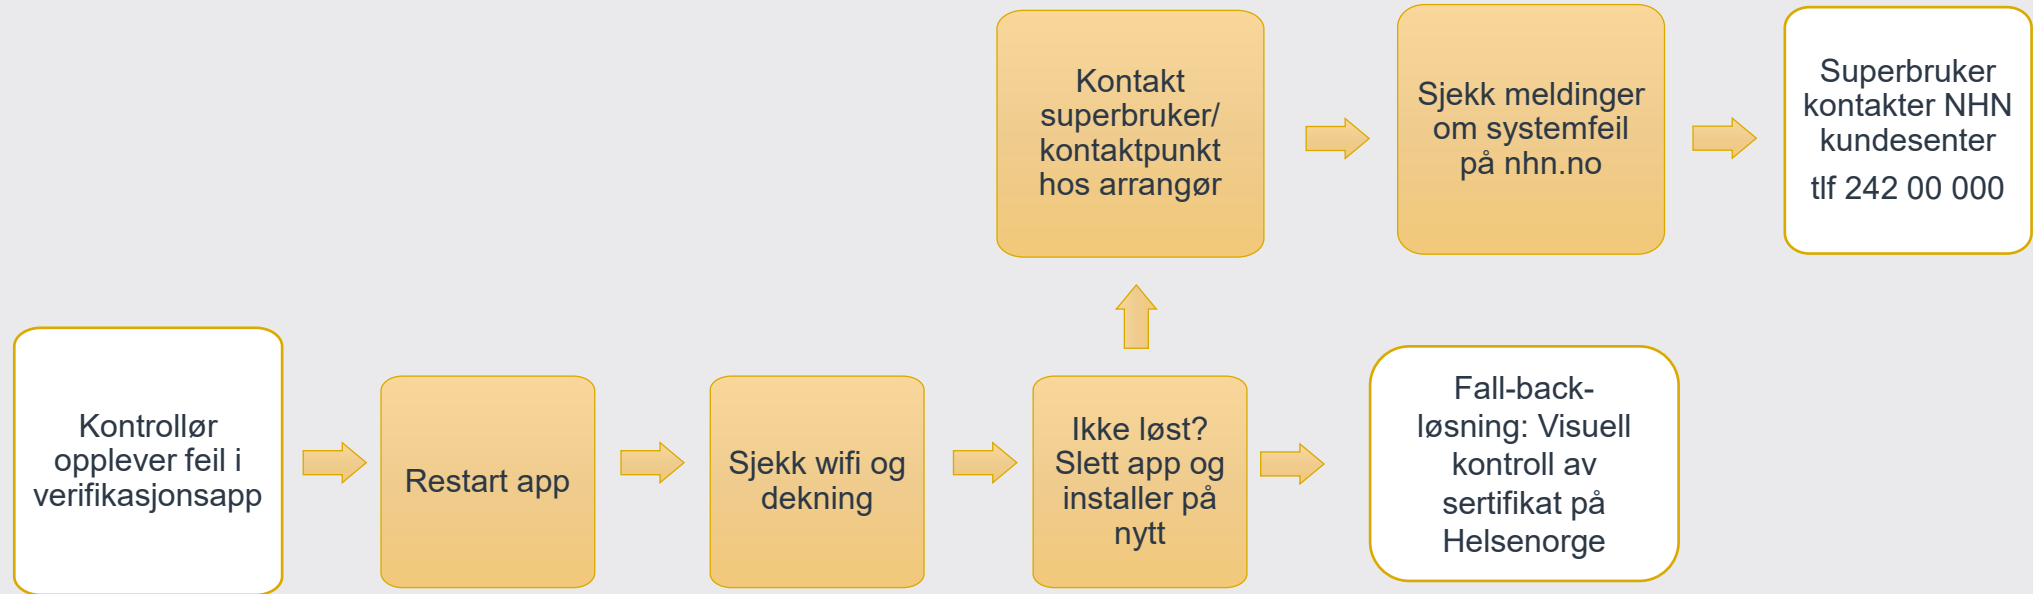 Kontrollør
opplever feil i
verifikasjonsapp
Restart app
Sjekk wifi og
dekning
Ikke løst?
Slett app og
installer på
nytt
Kontakt
superbruker/
kontaktpunkt
hos arrangør
Sjekk meldinger
om systemfeil
på nhn.no
Superbruker
kontakter NHN
kundesenter
tlf 242 00 000
Fall-back-
løsning: Visuell
kontroll av
sertifikat på
Helsenorge